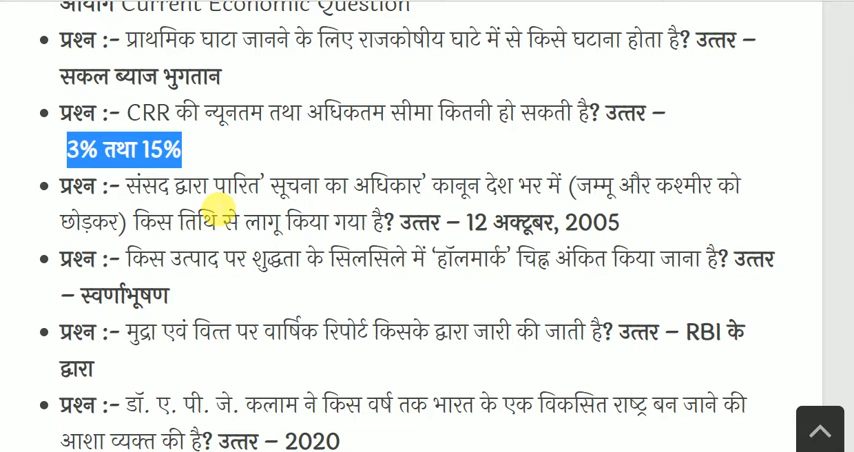 आयोग Current Economic Question
• प्रश्न :- प्राथमिक घाटा जानने के लिए राजकोषीय घाटे में से किसे घटाना होता है? उत्तर –
सकल ब्याज भुगतान
• प्रश्न :- CRR की न्यूनतम तथा अधिकतम सीमा कितनी हो सकती है? उत्तर –
3% तथा 15%
• प्रश्न :- संसद द्वारा पारित’ सूचना का अधिकार’ कानून देश भर में (जम्मू और कश्मीर को
छोड़कर) किस तिथि से लागू किया गया है? उत्तर – 12 अक्टूबर, 2005
• प्रश्न :- किस उत्पाद पर शुद्धता के सिलसिले में ‘हॉलमार्क’ चिह्न अंकित किया जाना है? उत्तर
– स्वर्णाभूषण
• प्रश्न :- मुद्रा एवं वित्त पर वार्षिक रिपोर्ट किसके द्वारा जारी की जाती है? उत्तर – RBI के
द्वारा
• प्रश्न :- डॉ. ए. पी. जे. कलाम ने किस वर्ष तक भारत के एक विकसित राष्ट्र बन जाने की
आशा व्यक्त की है? उत्तर – 2020